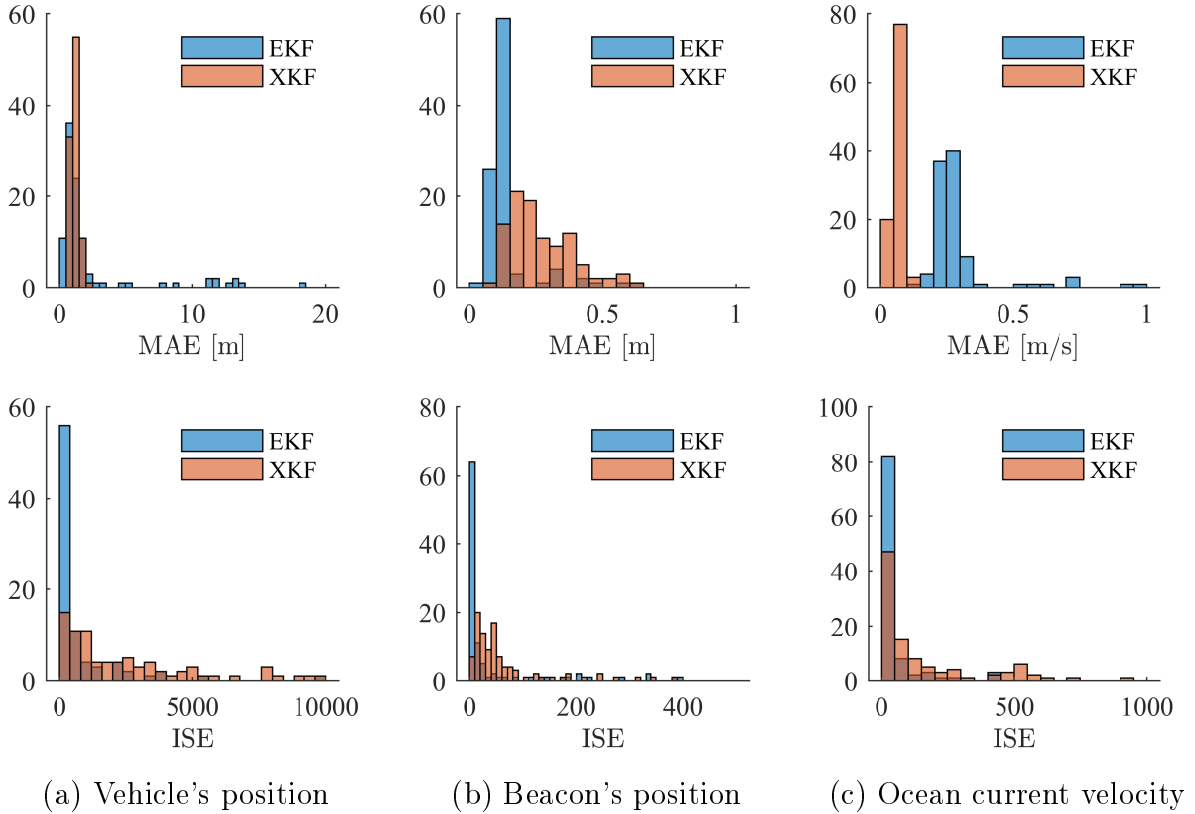 60
40
20
0
0 10 20
MAE [m]
EKF
XKF
60
40
20
0
0 0.5 1
MAE [m]
EKF
XKF
80
60
40
20
0
0 0.5 1
MAE [m/s]
EKF
XKF
60
40
20
0
0 5000 10000
ISE
EKF
XKF
80
60
40
20
0
0 200 400
ISE
EKF
XKF
100
80
60
40
20
0
0 500 1000
ISE
EKF
XKF
(a) Vehicle's position
(b) Beacon's position
(c) Ocean current velocity